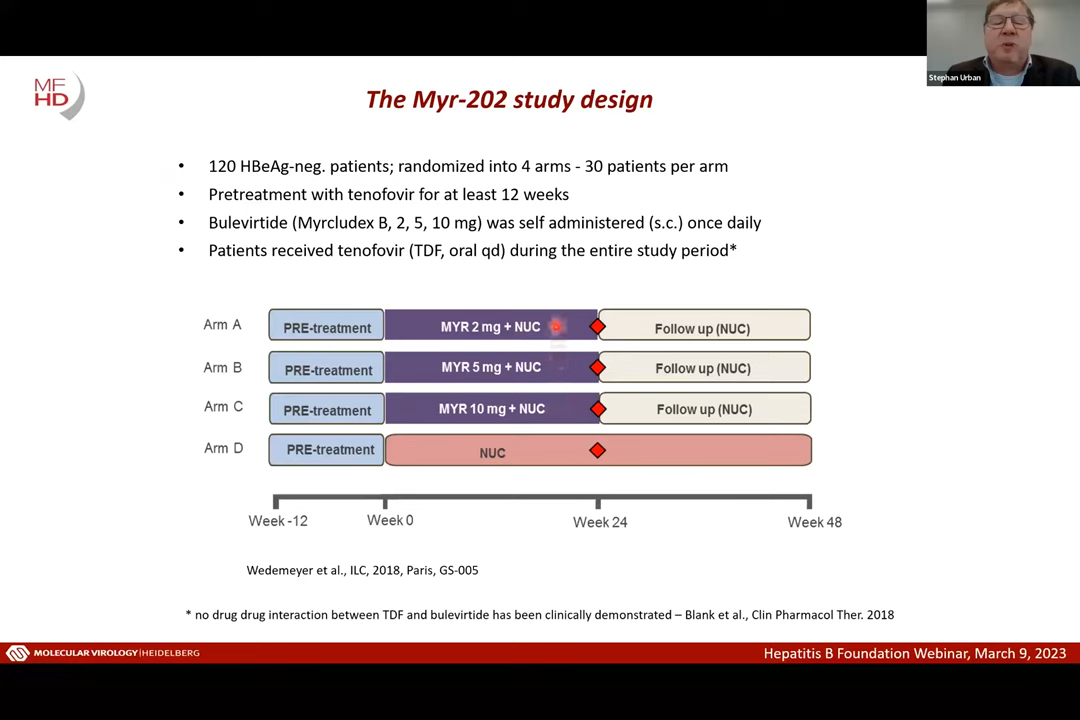 Stephan Urban
MF
HD
The Myr-202 study design
• 120 HBeAg-neg. patients; randomized into 4 arms - 30 patients per arm
• Pretreatment with tenofovir for at least 12 weeks
• Bulevirtide (Myrcludex B, 2, 5, 10 mg) was self administered (s.c.) once daily
• Patients received tenofovir (TDF, oral qd) during the entire study period*
Arm A PRE-treatment MYR 2 mg + NUC Follow up (NUC)
Arm B PRE-treatment MYR 5 mg + NUC Follow up (NUC)
Arm C PRE-treatment MYR 10 mg + NUC Follow up (NUC)
Arm D PRE-treatment NUC
Week -12 Week 0 Week 24 Week 48
Wedemeyer et al., ILC, 2018, Paris, GS-005
* no drug drug interaction between TDF and bulevirtide has been clinically demonstrated – Blank et al., Clin Pharmacol Ther. 2018
MOLECULAR VIROLOGY|HEIDELBERG
Hepatitis B Foundation Webinar, March 9, 2023